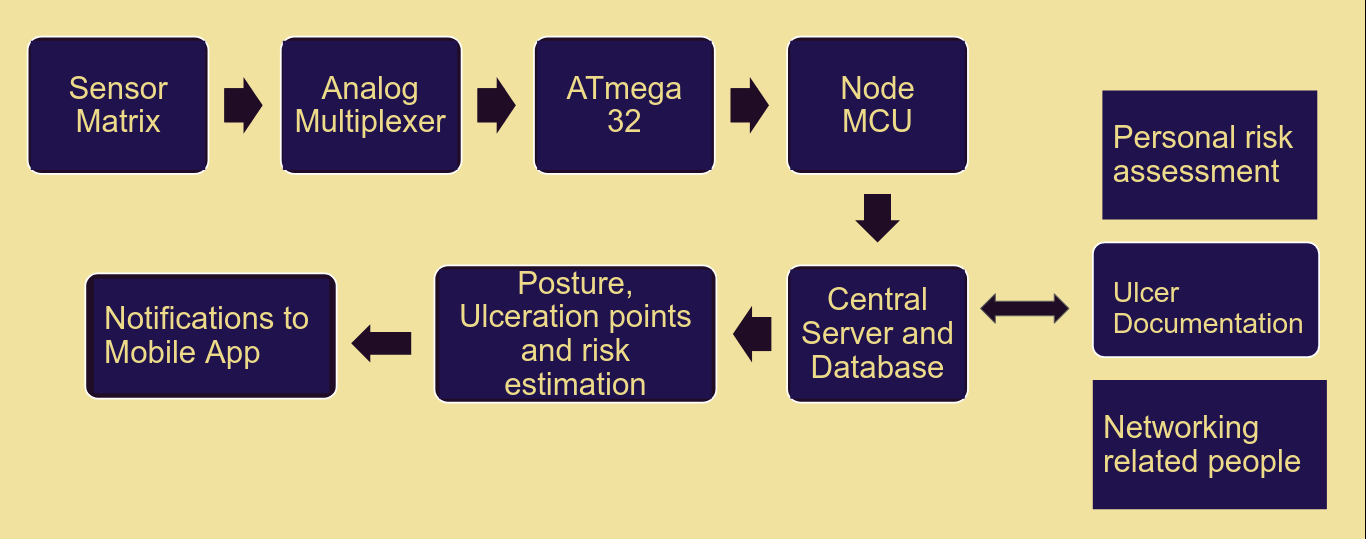 Sensor
Matrix
Analog
Multiplexer
ATmega
32
Node
MCU
Personal risk
assessment
Notifications to
Mobile App
Posture,
Ulceration points
and risk
estimation
Central
Server and
Database
Ulcer
Documentation
Networking
related people